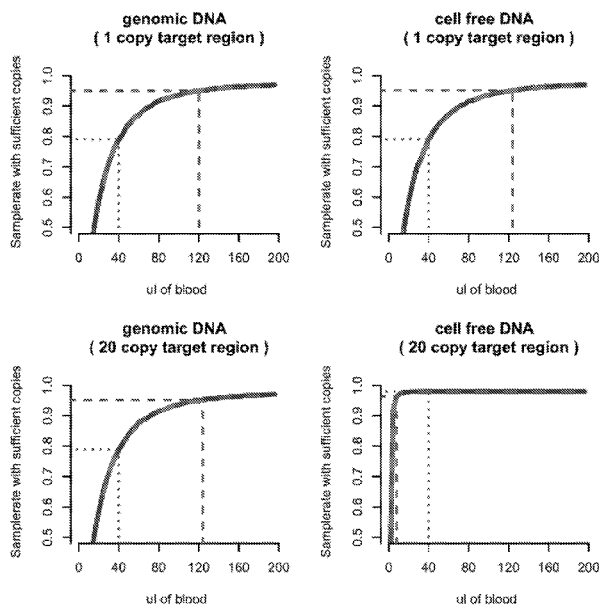 genomic DNA
( 1 copy target region )
Samplerate with sufficient copies
0.5 0.6 0.7 0.8 0.9 1.0
0 40 80 120 160 200
ul of blood
cell free DNA
( 1 copy target region )
Samplerate with sufficient copies
0.5 0.6 0.7 0.8 0.9 1.0
0 40 80 120 160 200
ul of blood
genomic DNA
( 20 copy target region )
Samplerate with sufficient copies
0.5 0.6 0.7 0.8 0.9 1.0
0 40 80 120 160 200
ul of blood
cell free DNA
( 20 copy target region )
Samplerate with sufficient copies
0.5 0.6 0.7 0.8 0.9 1.0
0 40 80 120 160 200
ul of blood